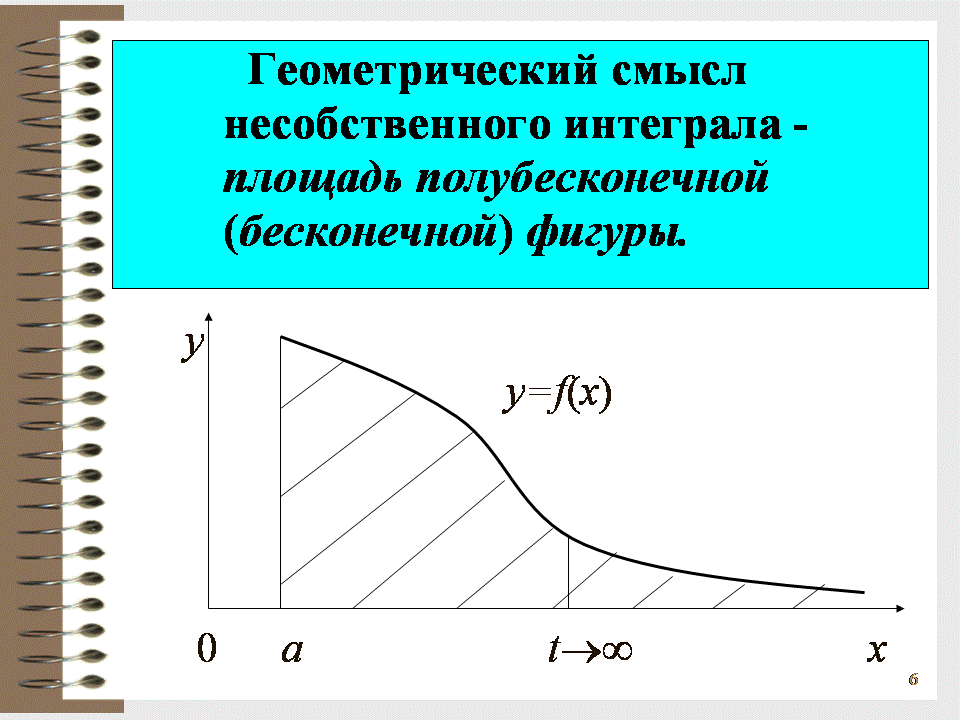 Геометрический смысл
несобственного интеграла -
площадь полубесконечной
(бесконечной) фигуры.
y
y=f(x)
0 a t→∞ x
6